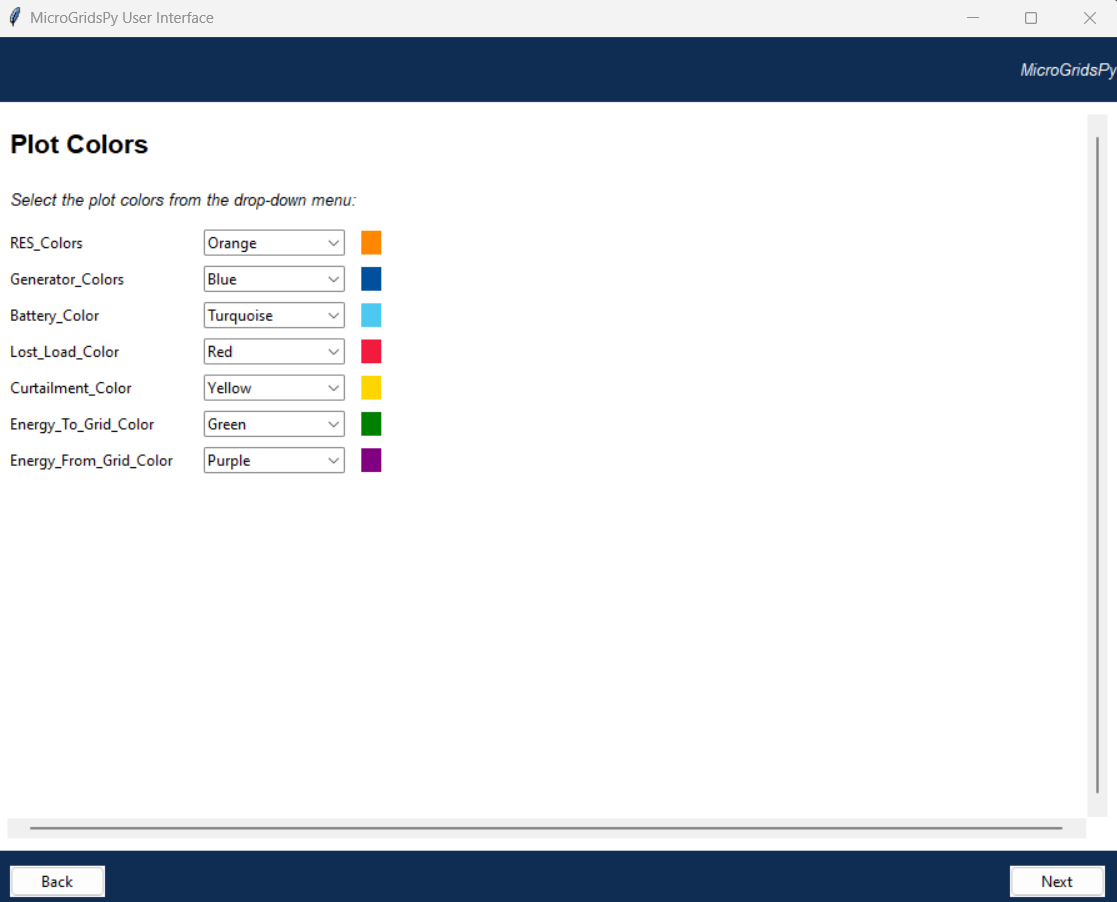 MicroGridsPy User Interface
MicroGridsPy
Plot Colors
Select the plot colors from the drop-down menu:
RES_Colors Orange
Generator_Colors Blue
Battery_Color Turquoise
Lost_Load_Color Red
Curtailment_Color Yellow
Energy_To_Grid_Color Green
Energy_From_Grid_Color Purple
Back Next